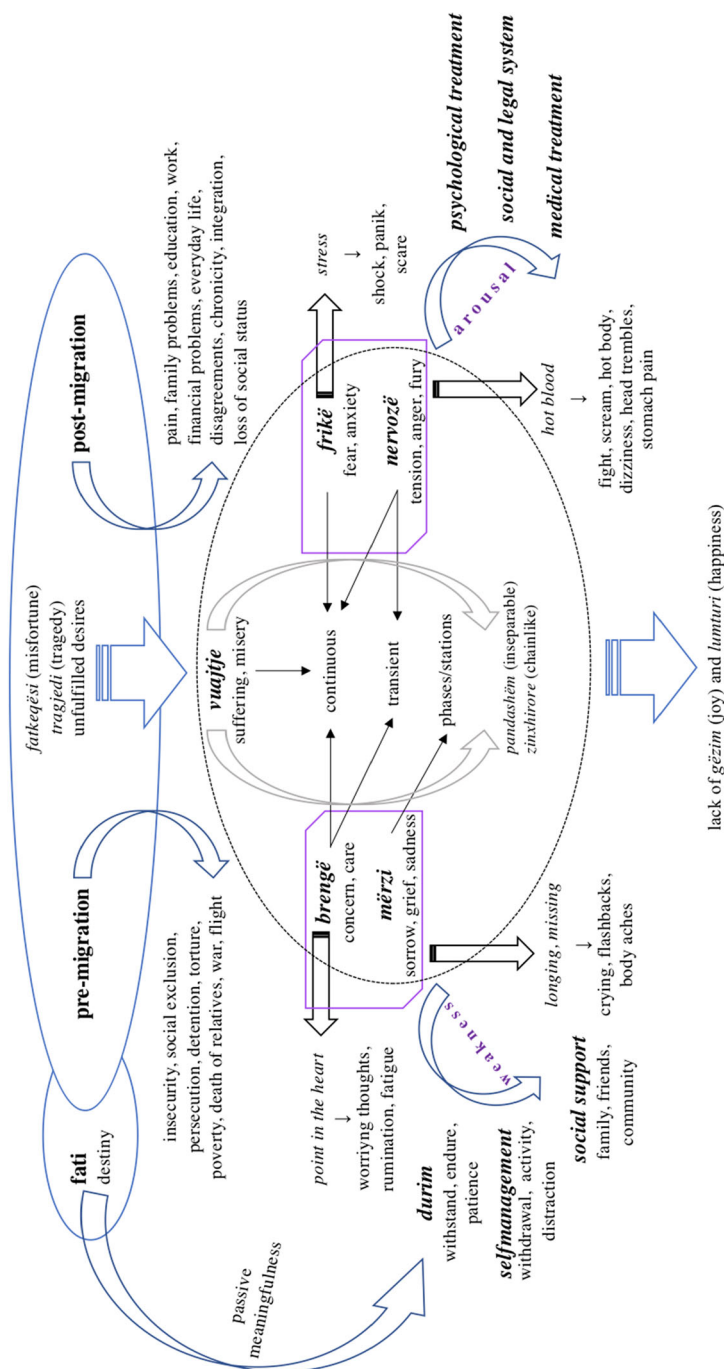 fati
destiny
pre-migration
fatkeqësi (misfortune)
tragjedi (tragedy)
unfulfilled desires
post-migration
passive
meaningfulness
insecurity, social exclusion,
persecution, detention, torture,
poverty, death of relatives, war, flight
pain, family problems, education, work,
financial problems, everyday life,
disagreements, chronicity, integration,
loss of social status
vuajtje
suffering, misery
point in the heart
↓
worriyng thoughts,
rumination, fatigue
brengë
concern, care
mërzi
sorrow, grief, sadness
continuous
transient
phases/stations
pandashëm (inseparable)
zinxhirore (chainlike)
frikë
fear, anxiety
nervozë
tension, anger, fury
stress
↓
shock, panik,
scare
durim
withstand, endure,
patience
selfmanagement
withdrawal, activity,
distraction
social support
family, friends,
community
weakness
longing, missing
↓
crying, flashbacks,
body aches
hot blood
↓
fight, scream, hot body,
dizziness, head trembles,
stomach pain
arousal
psychological treatment
social and legal system
medical treatment
lack of gëzim (joy) and lumturi (happiness)